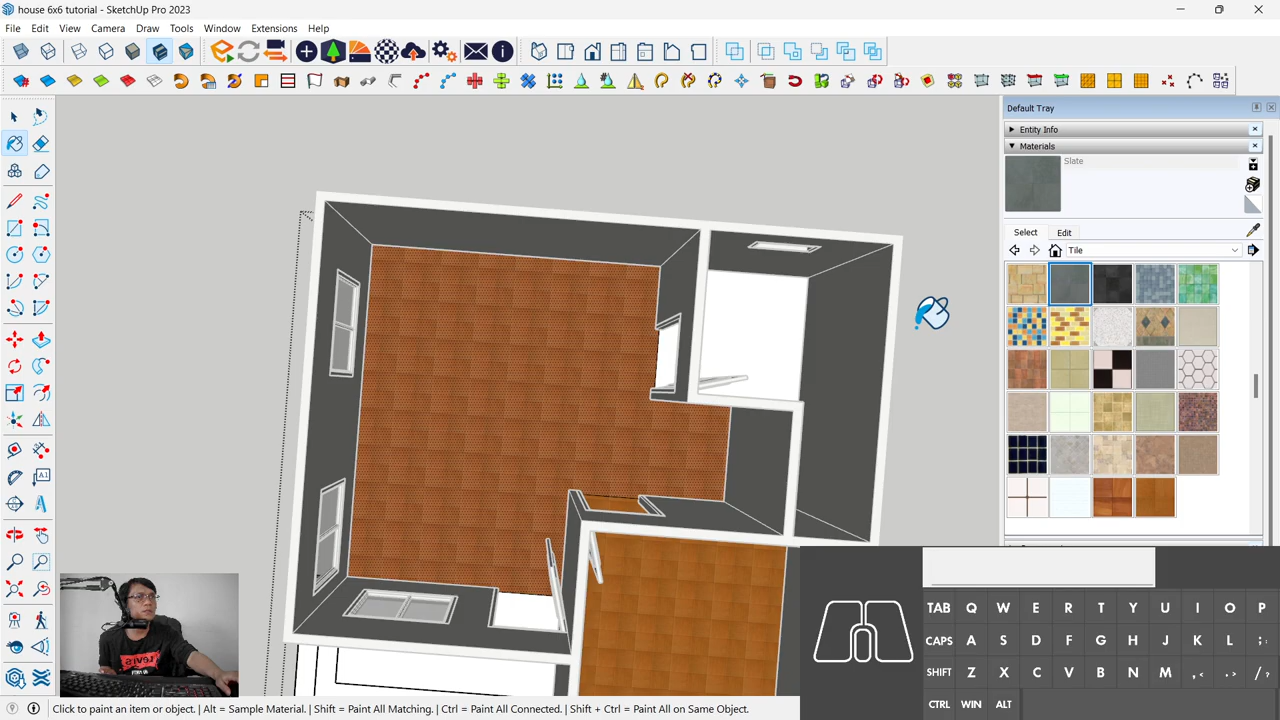 house 6x6 tutorial - SketchUp Pro 2023
File Edit View Camera Draw Tools Window Extensions Help
Default Tray
Entity Info
Materials
Slate
Select Edit
Tile
A1
LEVI'S
TAB Q W E R T Y U I O P
CAPS A S D F G H J K L ; :
SHIFT Z X C V B N M , < . > / ?
CTRL WIN ALT
Click to paint an item or object. | Alt = Sample Material. | Shift = Paint All Matching. | Ctrl = Paint All Connected. | Shift + Ctrl = Paint All on Same Object.